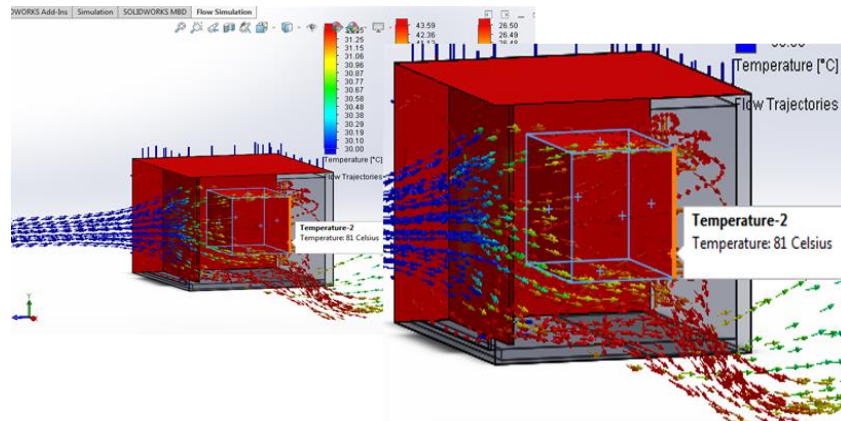 DWORKS Add-Ins Simulation SOLIDWORKS MBD Flow Simulation
31.25
31.15
31.06
30.96
30.87
30.77
30.67
30.58
30.48
30.38
30.29
30.19
30.10
30.00
Temperature [°C]
Flow Trajectories
43.59
42.36
26.50
26.49
Temperature-2
Temperature: 81 Celsius
Temperature [°C]
Flow Trajectories
Temperature-2
Temperature: 81 Celsius
Y